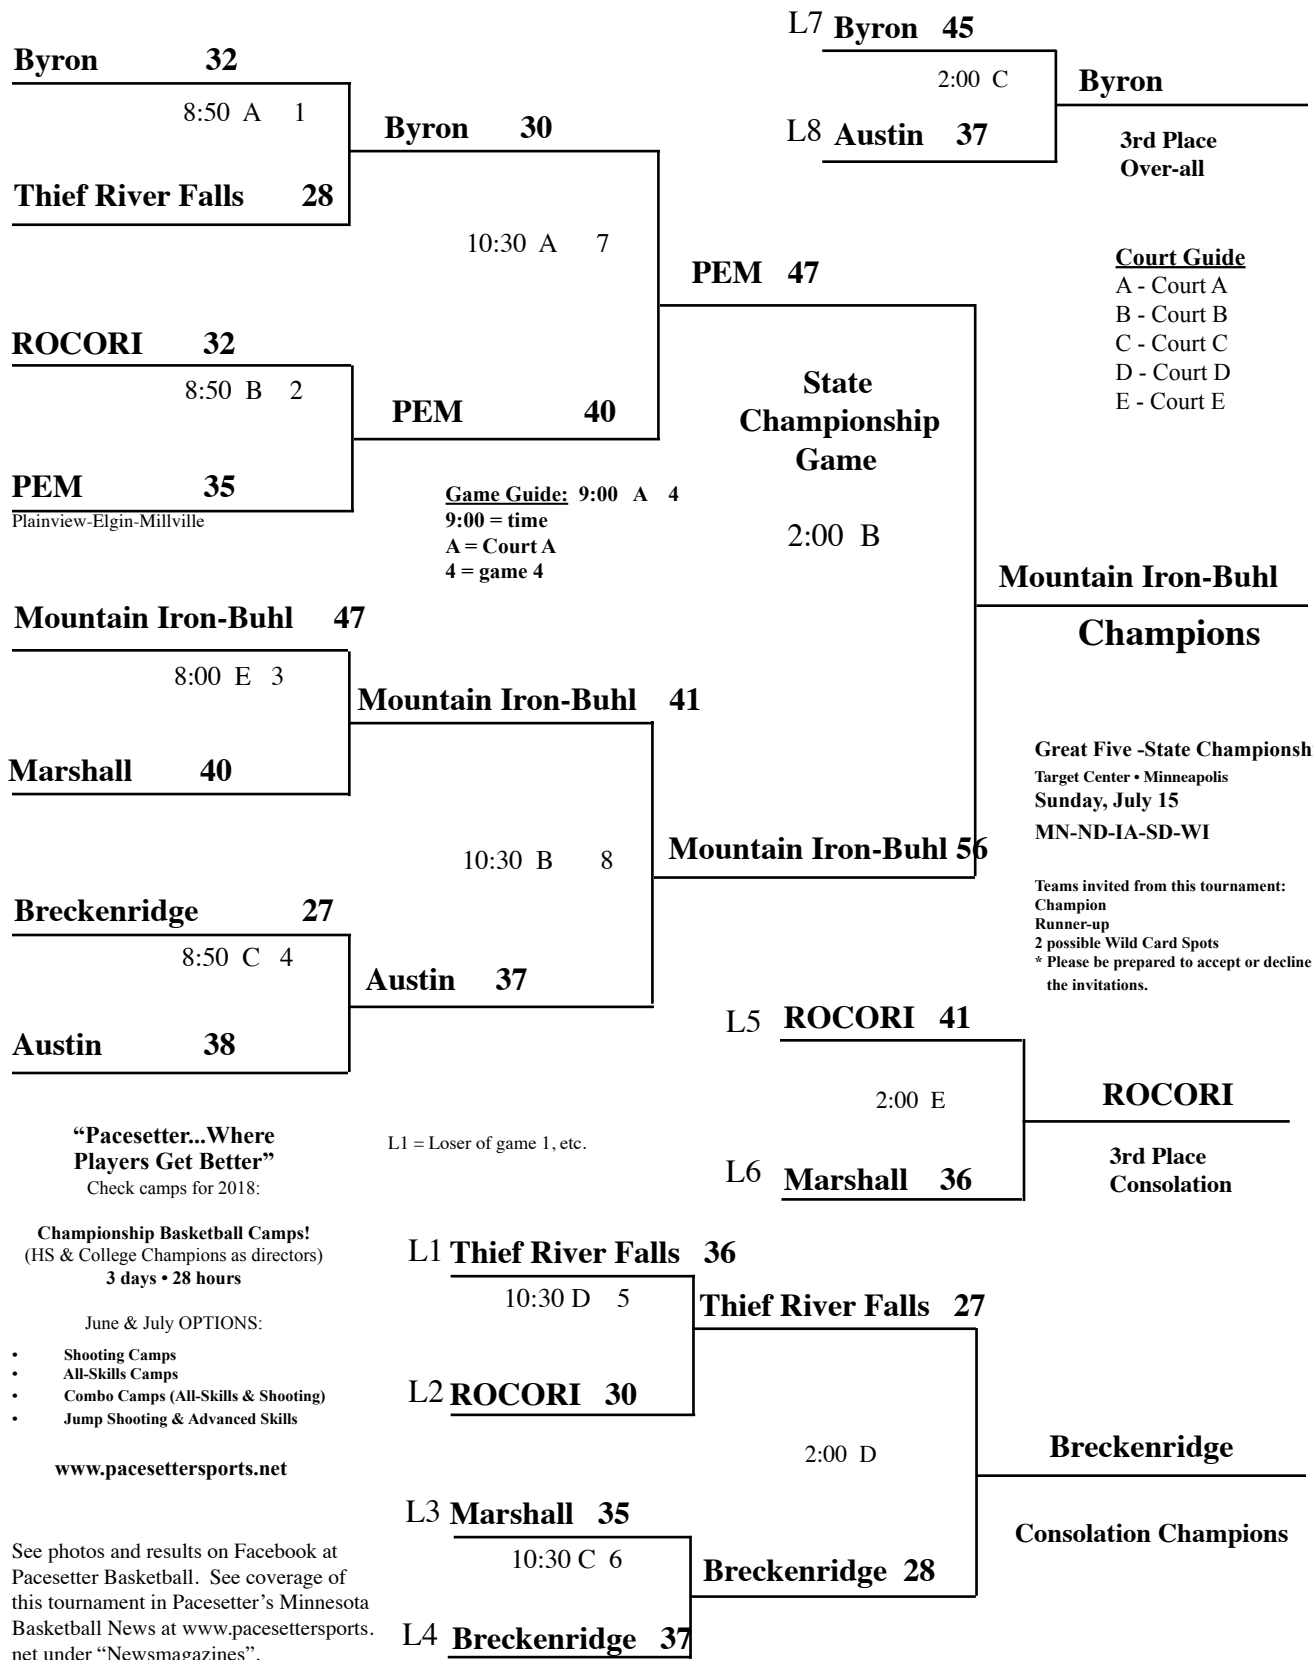 Byron 32
8:50 A 1
Thief River Falls 28
Byron 30
10:30 A 7
ROCORI 32
8:50 B 2
PEM 35
Plainview-Elgin-Millville
PEM 40
Game Guide: 9:00 A 4
9:00 = time
A = Court A
4 = game 4
PEM 47
State
Championship
Game
2:00 B
L7 Byron 45
2:00 C
L8 Austin 37
Byron
3rd Place
Over-all
Court Guide
A - Court A
B - Court B
C - Court C
D - Court D
E - Court E
Mountain Iron-Buhl 47
8:00 E 3
Marshall 40
Mountain Iron-Buhl 41
10:30 B 8
Breckenridge 27
8:50 C 4
Austin 38
Austin 37
Mountain Iron-Buhl 56
Mountain Iron-Buhl
Champions
Great Five -State Championsh
Target Center • Minneapolis
Sunday, July 15
MN-ND-IA-SD-WI
Teams invited from this tournament:
Champion
Runner-up
2 possible Wild Card Spots
* Please be prepared to accept or decline
the invitations.
L5 ROCORI 41
2:00 E
L6 Marshall 36
ROCORI
3rd Place
Consolation
“Pacesetter...Where
Players Get Better”
Check camps for 2018:
Championship Basketball Camps!
(HS & College Champions as directors)
3 days • 28 hours
June & July OPTIONS:
• Shooting Camps
• All-Skills Camps
• Combo Camps (All-Skills & Shooting)
• Jump Shooting & Advanced Skills
www.pacesettersports.net
See photos and results on Facebook at
Pacesetter Basketball. See coverage of
this tournament in Pacesetter’s Minnesota
Basketball News at www.pacesettersports.
net under “Newsmagazines”.
L1 = Loser of game 1, etc.
L1 Thief River Falls 36
10:30 D 5
L2 ROCORI 30
Thief River Falls 27
2:00 D
L3 Marshall 35
10:30 C 6
L4 Breckenridge 37
Breckenridge 28
Breckenridge
Consolation Champions